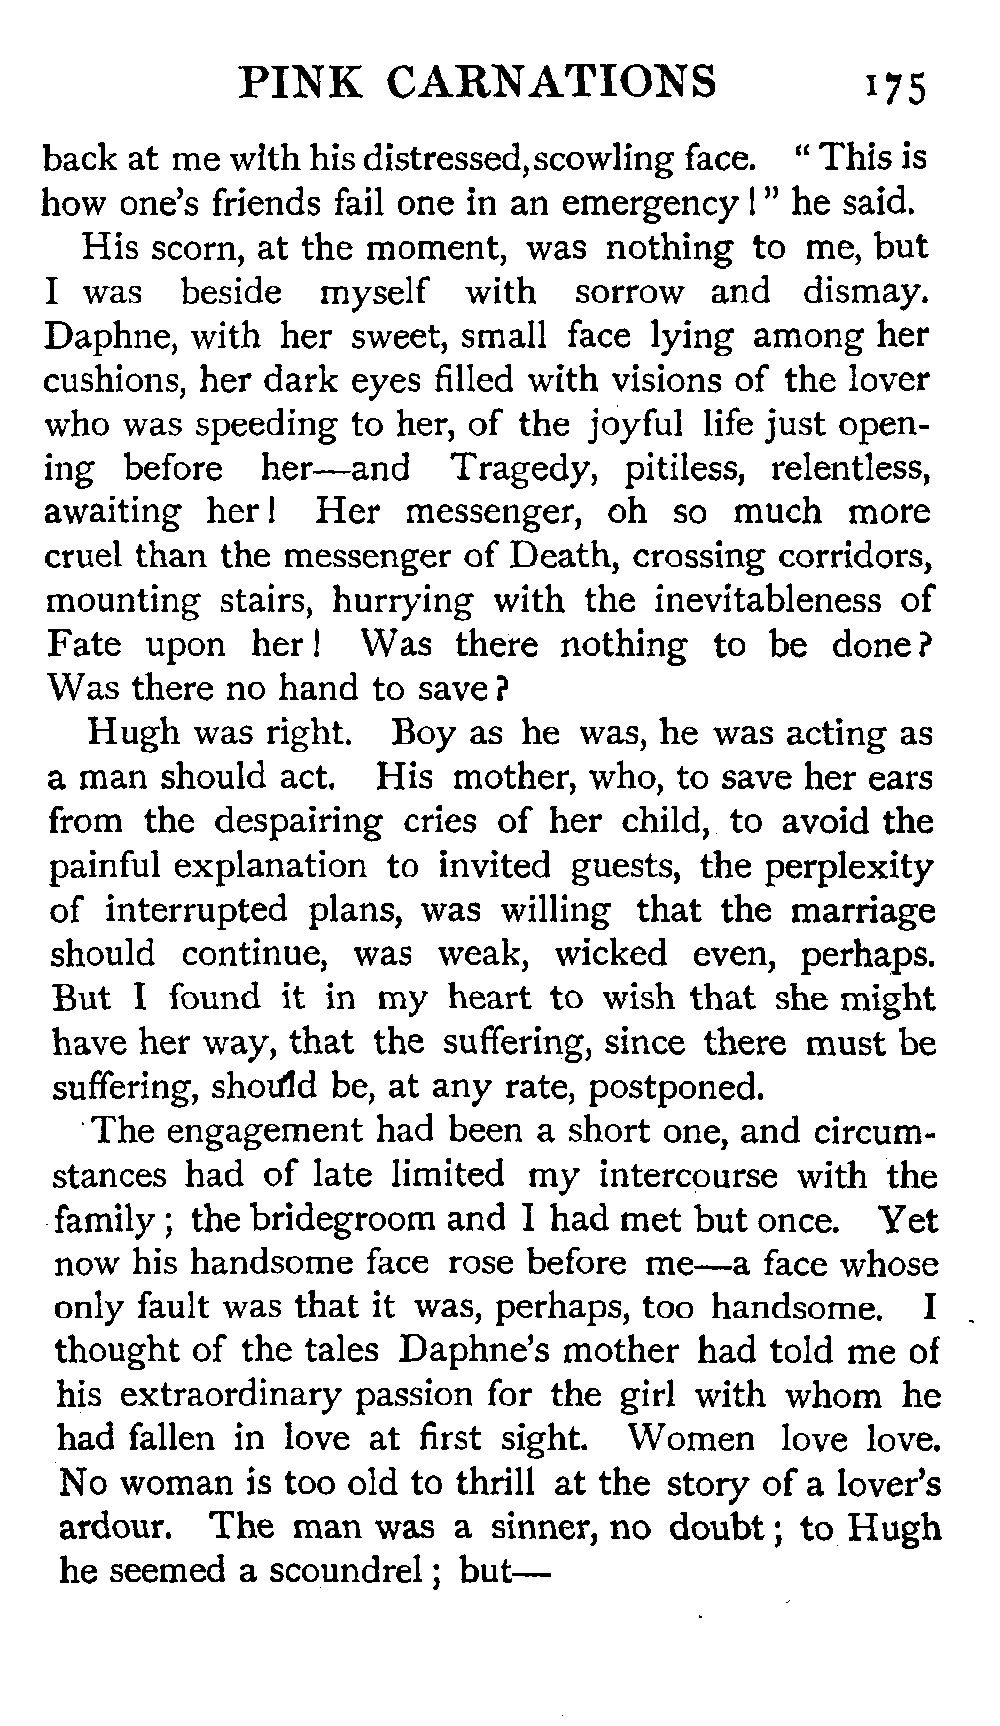 PINK CARNATIONS 175
back at me with his distressed, scowling face. “ This is
how one’s friends fail one in an emergency ! ” he said.
His scorn, at the moment, was nothing to me, but
I was beside myself with sorrow and dismay.
Daphne, with her sweet, small face lying among her
cushions, her dark eyes filled with visions of the lover
who was speeding to her, of the joyful life just open-
ing before her—and Tragedy, pitiless, relentless,
awaiting her ! Her messenger, oh so much more
cruel than the messenger of Death, crossing corridors,
mounting stairs, hurrying with the inevitableness of
Fate upon her ! Was there nothing to be done ?
Was there no hand to save ?
Hugh was right. Boy as he was, he was acting as
a man should act. His mother, who, to save her ears
from the despairing cries of her child, to avoid the
painful explanation to invited guests, the perplexity
of interrupted plans, was willing that the marriage
should continue, was weak, wicked even, perhaps.
But I found it in my heart to wish that she might
have her way, that the suffering, since there must be
suffering, should be, at any rate, postponed.
The engagement had been a short one, and circum-
stances had of late limited my intercourse with the
family ; the bridegroom and I had met but once. Yet
now his handsome face rose before me—a face whose
only fault was that it was, perhaps, too handsome. I
thought of the tales Daphne’s mother had told me of
his extraordinary passion for the girl with whom he
had fallen in love at first sight. Women love love.
No woman is too old to thrill at the story of a lover’s
ardour. The man was a sinner, no doubt ; to Hugh
he seemed a scoundrel ; but—